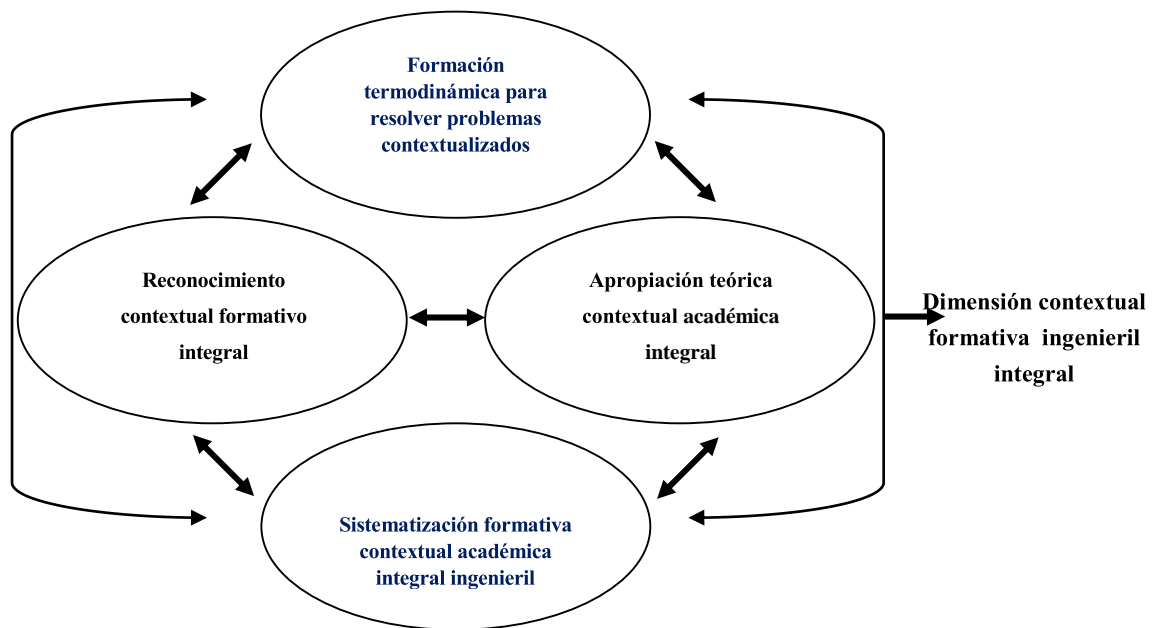 Formación
termodinámica para
resolver problemas
contextualizados
Reconocimiento
contextual formativo
integral
Apropiación teórica
contextual académica
integral
Dimensión contextual
formativa ingenieril
integral
Sistematización formativa
contextual académica
integral ingenieril